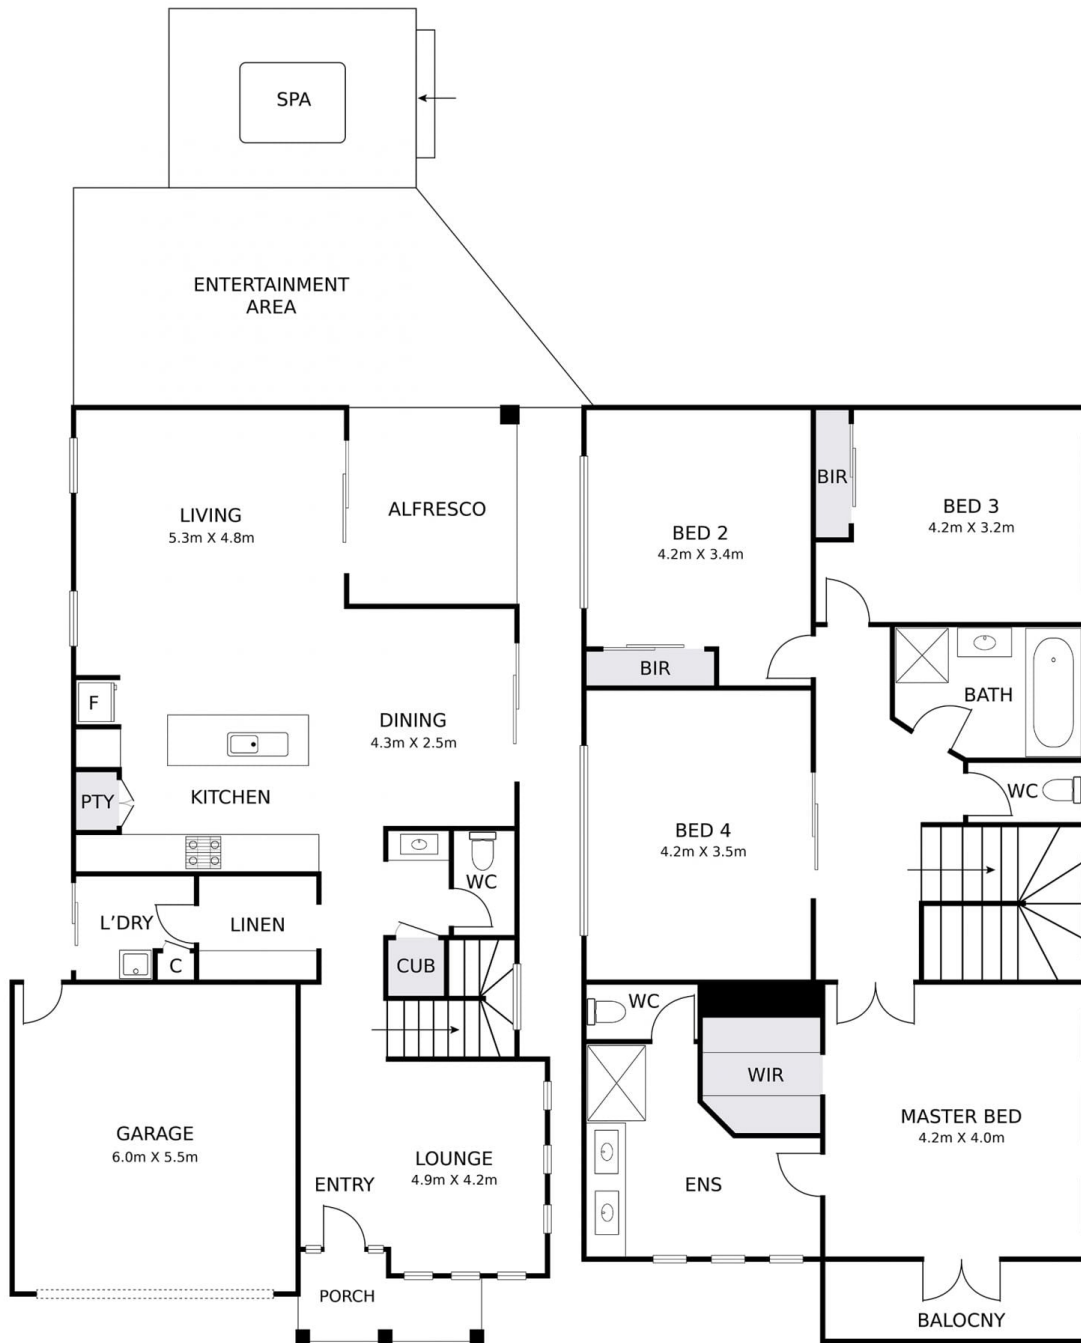 SPA
ENTERTAINMENT
AREA
LIVING
5.3m X 4.8m
ALFRESCO
F
DINING
4.3m X 2.5m
PTY
KITCHEN
WC
L'DRY
LINEN
C
CUB
GARAGE
6.0m X 5.5m
LOUNGE
4.9m X 4.2m
ENTRY
PORCH
BED 2
4.2m X 3.4m
BIR
BED 3
4.2m X 3.2m
BIR
BATH
WC
BED 4
4.2m X 3.5m
WC
WIR
MASTER BED
4.2m X 4.0m
ENS
BALOCNY